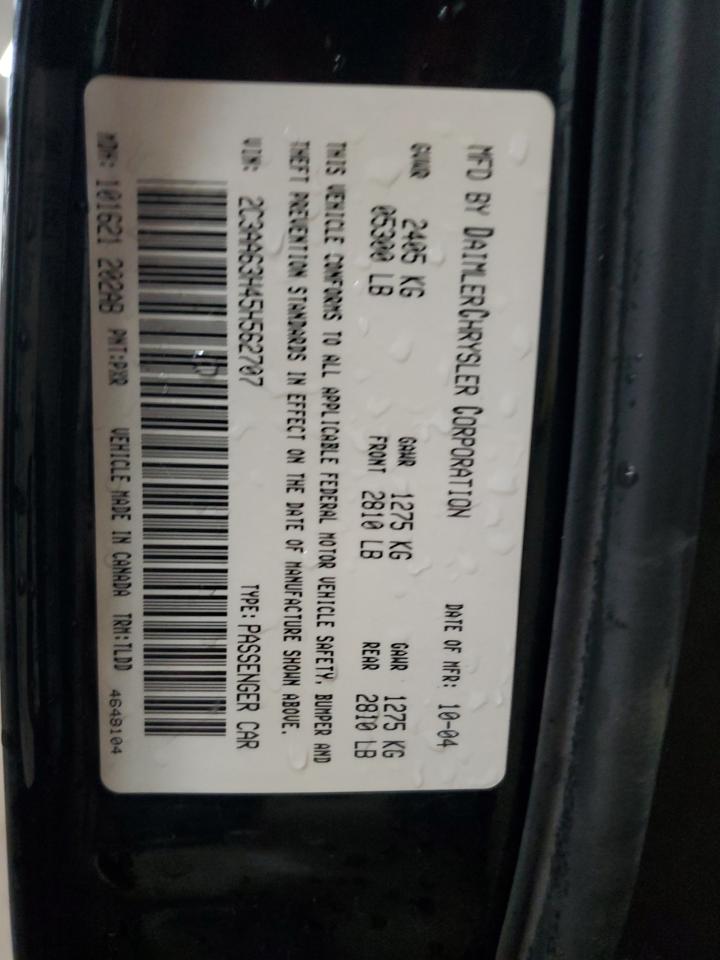 MFD BY DAIMLERCHRYSLER CORPORATION DATE OF MFR: 10-04
GVWR 2405 KG GAWR 1275 KG GAWR 1275 KG
05300 LB FRONT 2810 LB REAR 2810 LB
THIS VEHICLE CONFORMS TO ALL APPLICABLE FEDERAL MOTOR VEHICLE SAFETY, BUMPER AND
THEFT PREVENTION STANDARDS IN EFFECT ON THE DATE OF MANUFACTURE SHOWN ABOVE.
VIN: 2C3AA63H45H562707 TYPE: PASSENGER CAR
MDH: 101621 202AB PNT:PXR VEHICLE MADE IN CANADA TRM:TLDD 4648104